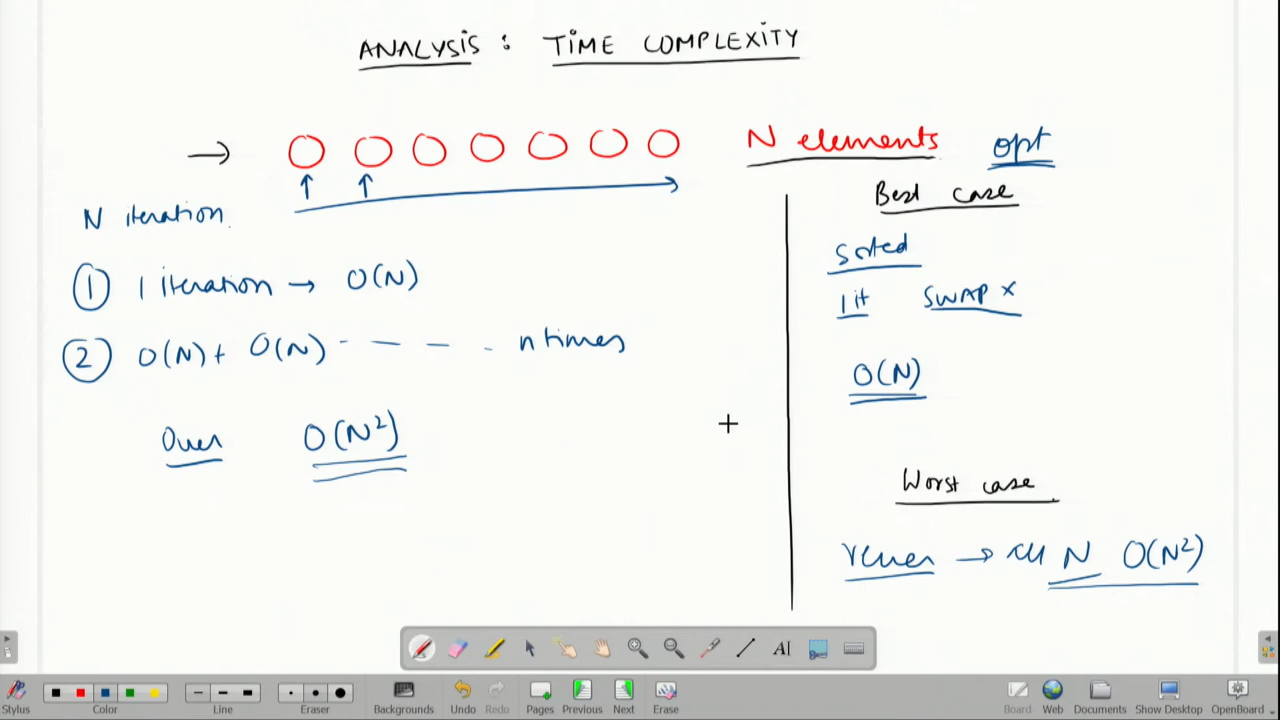 ANALYSIS : TIME COMPLEXITY
N elements opt
N iteration
1 1 iteration → O(N)
2 O(N) + O(N) - - - - n times
Over O(N²)
Best case
Sorted
1 it SWAP x
O(N)
Worst case
→ N O(N²)
Stylus Color Line Eraser Backgrounds Undo Redo Pages Previous Next Erase Board Web Documents Show Desktop OpenBoard
AI